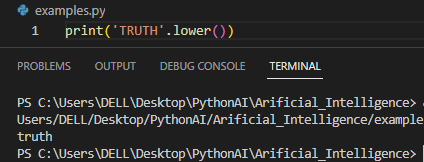 examples.py
1 print('TRUTH'.lower())
PROBLEMS OUTPUT DEBUG CONSOLE TERMINAL
PS C:\Users\DELL\Desktop\PythonAI\Arificial_Intelligence>
Users/DELL/Desktop/PythonAI/Arificial_Intelligence/example
truth
PS C:\Users\DELL\Desktop\PythonAI\Arificial_Intelligence>